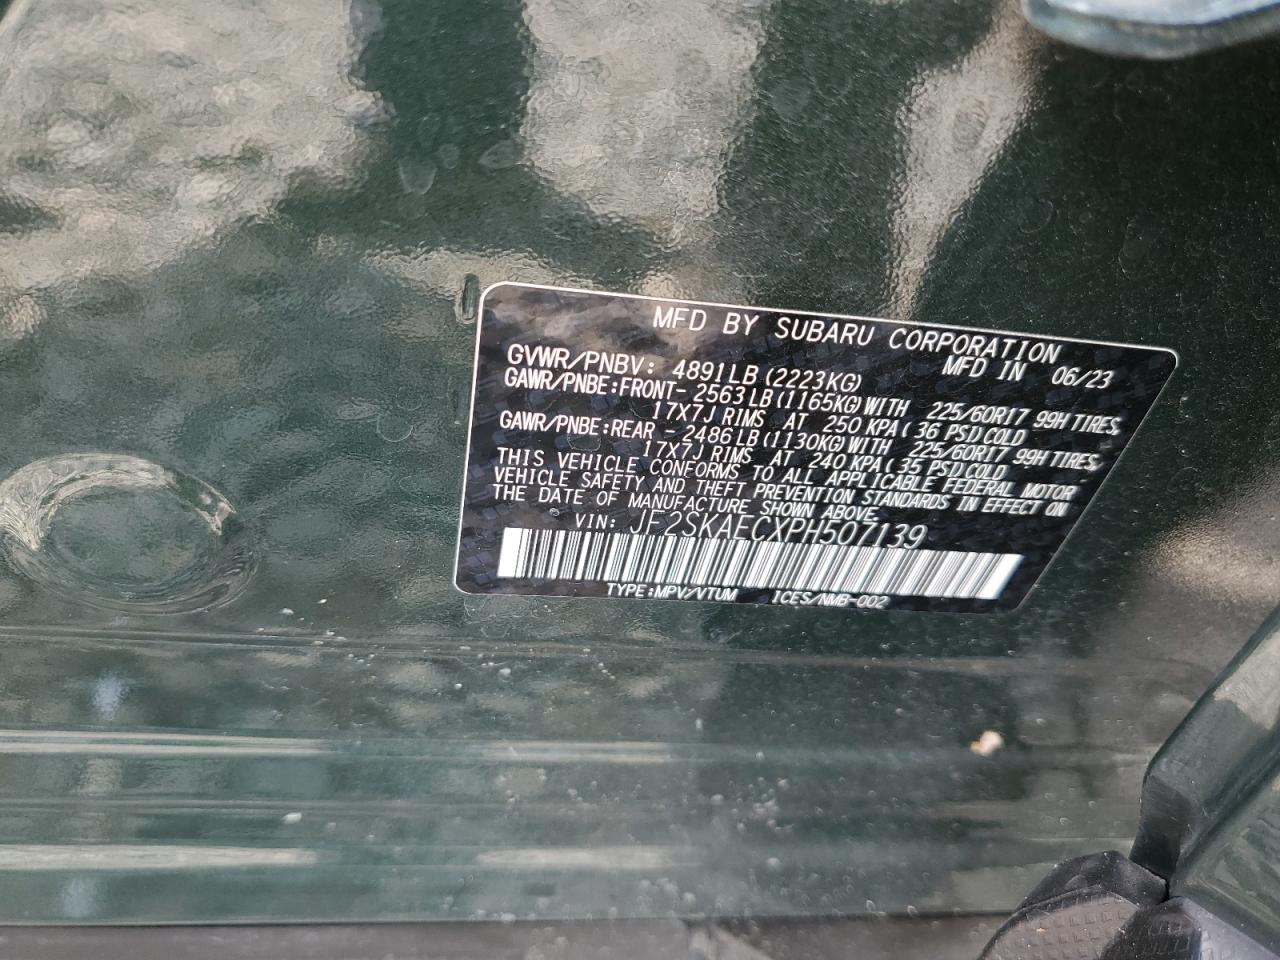 MFD BY SUBARU CORPORATION
GVWR/PNBV: 4891LB (2223KG) MFD IN 06/23
GAWR/PNBE:FRONT- 2563LB(1165KG)WITH 225/60R17 99H TIRES,
17X7J RIMS AT 250 KPA( 36 PSI)COLD
GAWR/PNBE:REAR - 2486LB(1130KG)WITH 225/60R17 99H TIRES,
17X7J RIMS AT 240 KPA( 35 PSI)COLD
THIS VEHICLE CONFORMS TO ALL APPLICABLE FEDERAL MOTOR
VEHICLE SAFETY AND THEFT PREVENTION STANDARDS IN EFFECT ON
THE DATE OF MANUFACTURE SHOWN ABOVE.
VIN: JF2SKAECXPH507139
TYPE:MPV/VTUM ICES/NMB-002